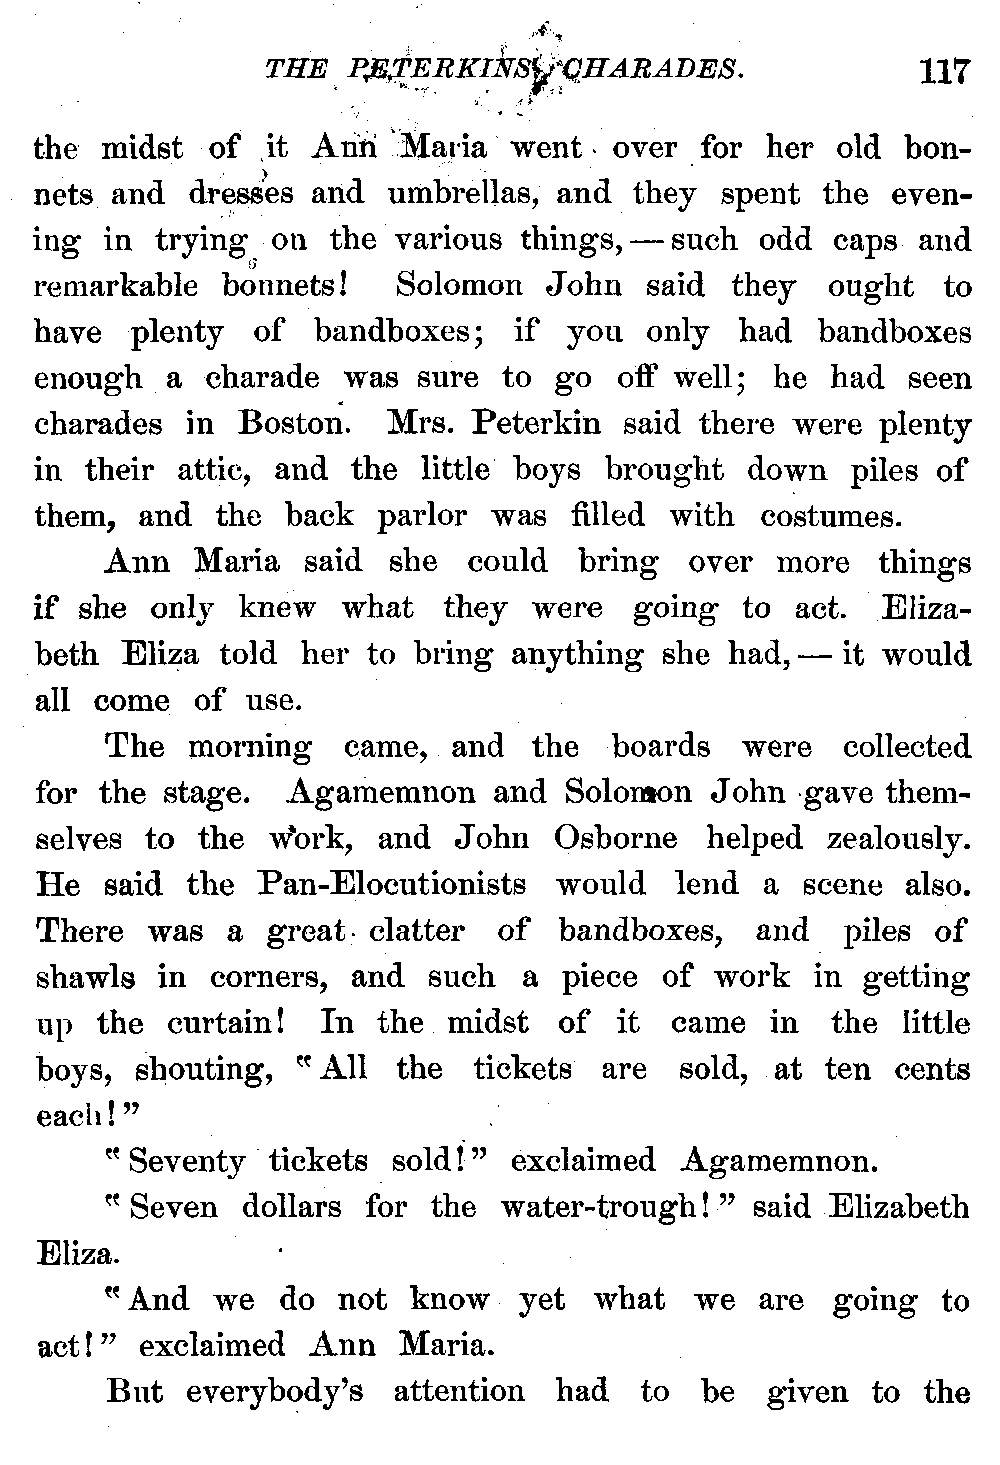 THE PETERKINS' CHARADES. 117
the midst of it Ann Maria went over for her old bon-
nets and dresses and umbrellas, and they spent the even-
ing in trying on the various things, — such odd caps and
remarkable bonnets! Solomon John said they ought to
have plenty of bandboxes; if you only had bandboxes
enough a charade was sure to go off well; he had seen
charades in Boston. Mrs. Peterkin said there were plenty
in their attic, and the little boys brought down piles of
them, and the back parlor was filled with costumes.
Ann Maria said she could bring over more things
if she only knew what they were going to act. Eliza-
beth Eliza told her to bring anything she had, — it would
all come of use.
The morning came, and the boards were collected
for the stage. Agamemnon and Solomon John gave them-
selves to the work, and John Osborne helped zealously.
He said the Pan-Elocutionists would lend a scene also.
There was a great clatter of bandboxes, and piles of
shawls in corners, and such a piece of work in getting
up the curtain! In the midst of it came in the little
boys, shouting, "All the tickets are sold, at ten cents
each!"
"Seventy tickets sold!" exclaimed Agamemnon.
"Seven dollars for the water-trough!" said Elizabeth
Eliza.
"And we do not know yet what we are going to
act!" exclaimed Ann Maria.
But everybody's attention had to be given to the